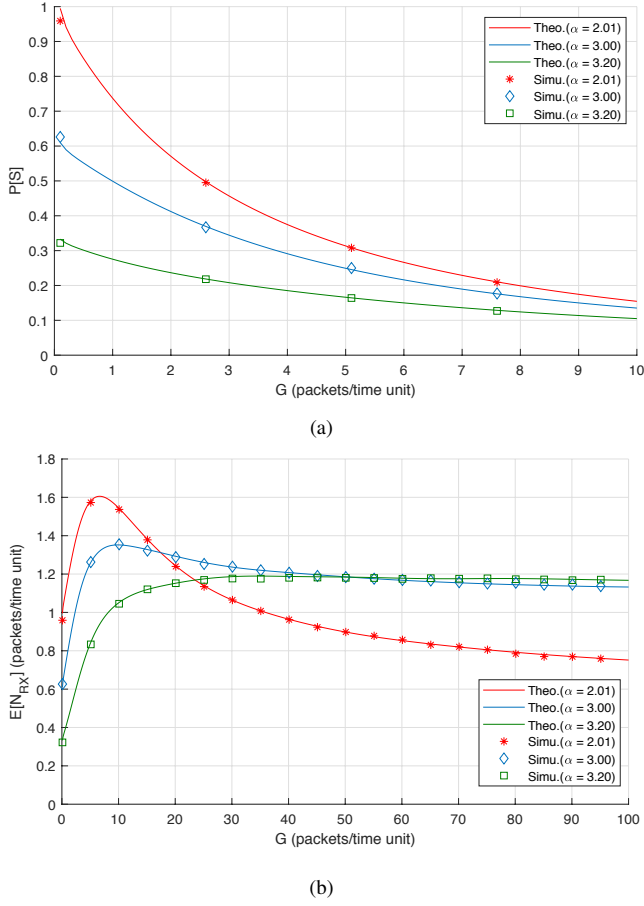 1
0.9
0.8
0.7
0.6
0.5
0.4
0.3
0.2
0.1
0
P[S]
Theo.(α = 2.01)
Theo.(α = 3.00)
Theo.(α = 3.20)
Simu.(α = 2.01)
Simu.(α = 3.00)
Simu.(α = 3.20)
0 1 2 3 4 5 6 7 8 9 10
G (packets/time unit)
(a)
1.8
1.6
1.4
1.2
1
0.8
0.6
0.4
0.2
0
E[N_RX] (packets/time unit)
Theo.(α = 2.01)
Theo.(α = 3.00)
Theo.(α = 3.20)
Simu.(α = 2.01)
Simu.(α = 3.00)
Simu.(α = 3.20)
0 10 20 30 40 50 60 70 80 90 100
G (packets/time unit)
(b)